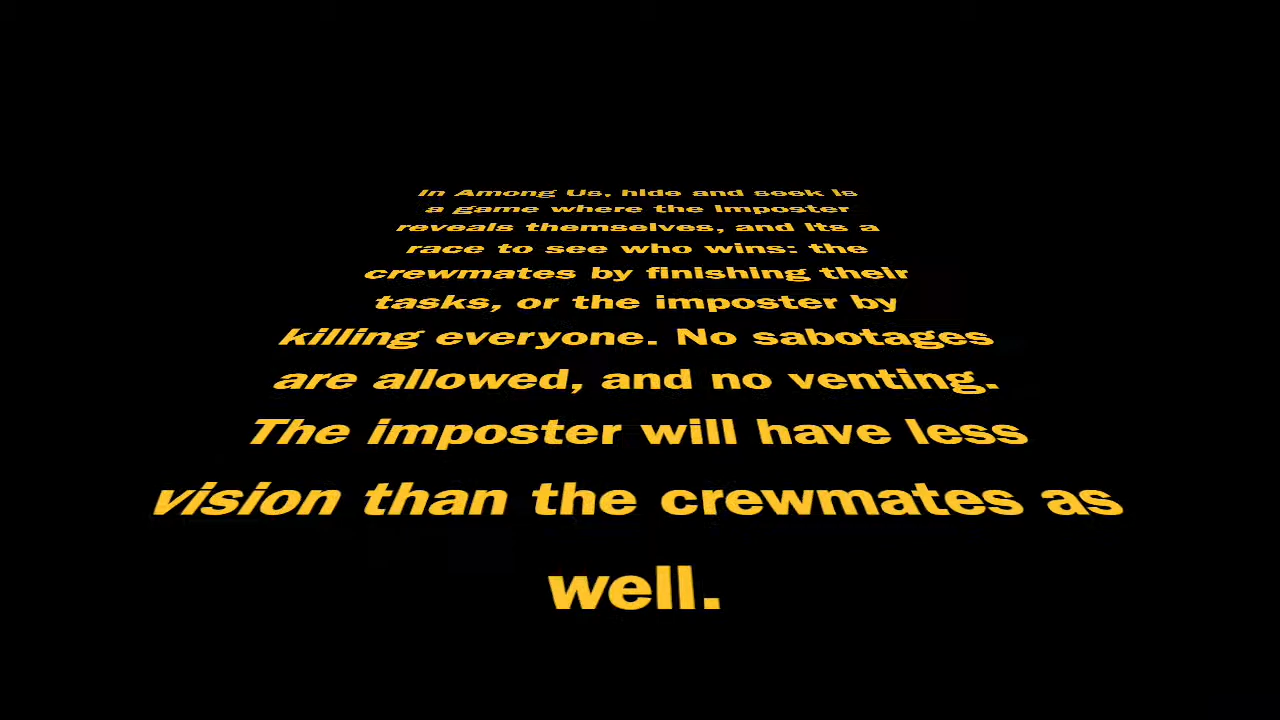 In Among Us, hide and seek is
a game where the imposter
reveals themselves, and its a
race to see who wins: the
crewmates by finishing their
tasks, or the imposter by
killing everyone. No sabotages
are allowed, and no venting.
The imposter will have less
vision than the crewmates as
well.